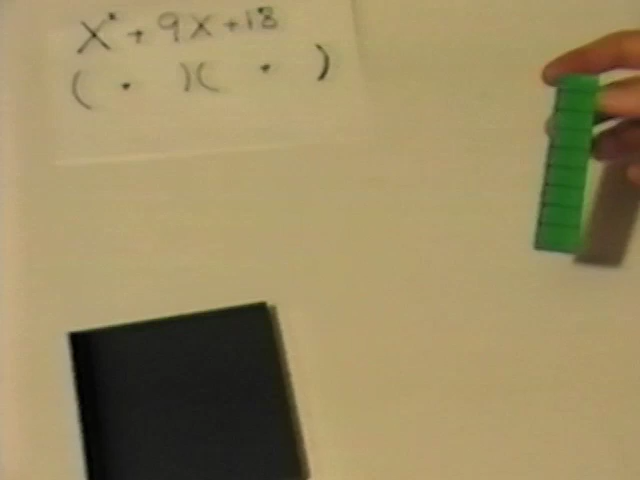 x² + 9x + 18
( · )( · )